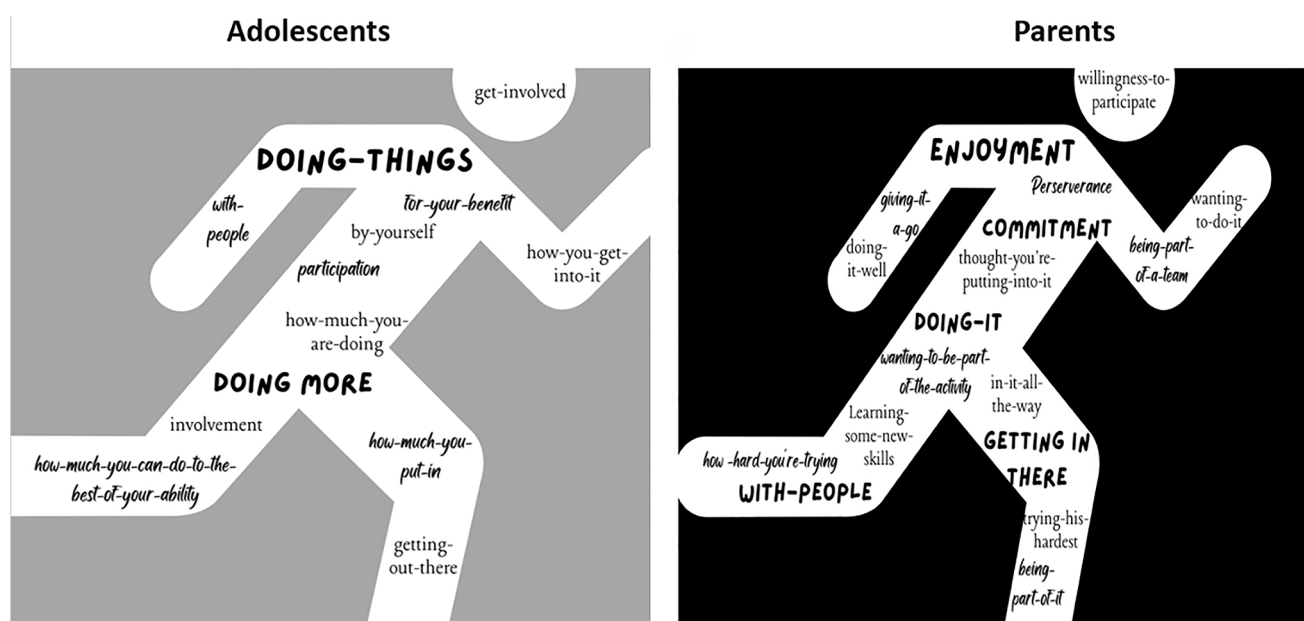 Adolescents
get-involved
DOING-THINGS
with-
people
for-your-benefit
by-yourself
participation
how-you-get-
into-it
how-much-you-
are-doing
DOING MORE
involvement
how-much-you-
put-in
how-much-you-can-do-to-the-
best-of-your-ability
getting-
out-there
Parents
willingness-to-
participate
ENJOYMENT
Perserverance
giving-it-
a-go
wanting-
to-do-it
COMMITMENT
doing-
it-well
being-part-
of-a-team
thought-you're-
putting-into-it
DOING-IT
wanting-to-be-part-
of-the-activity
in-it-all-
the-way
Learning-
some-new-
skills
GETTING IN
THERE
how -hard-you're-trying
WITH-PEOPLE
trying-his-
hardest
being-
part-of-it